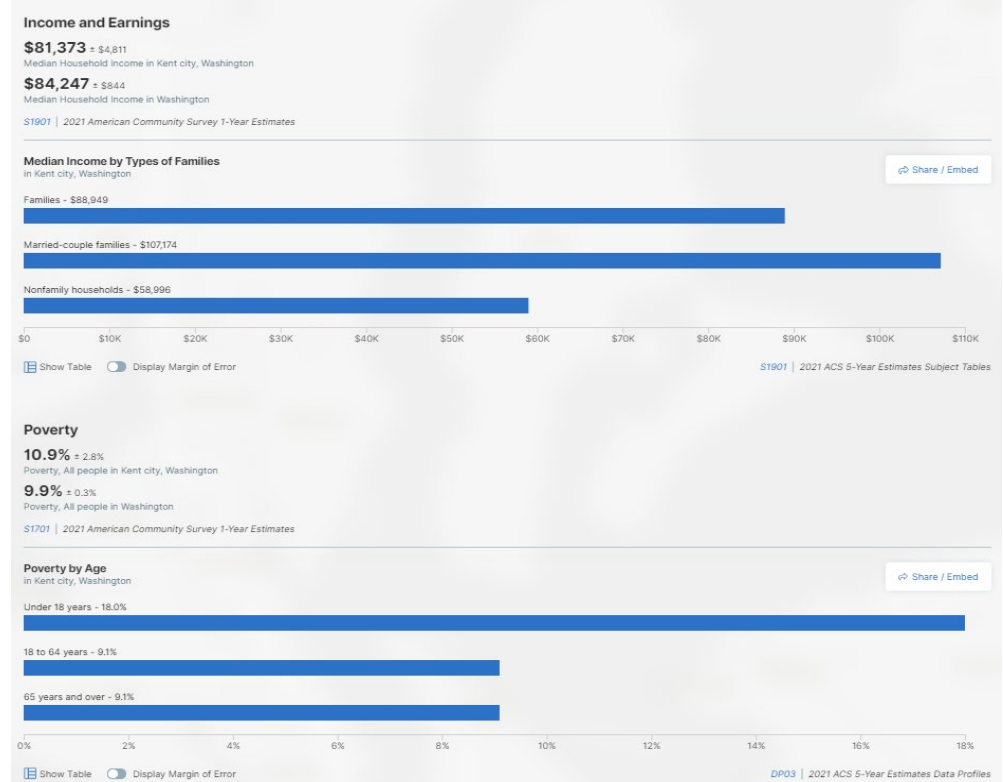 Income and Earnings
$81,373 ± $4,811
Median Household Income in Kent city, Washington
$84,247 ± $844
Median Household Income in Washington
S1901 | 2021 American Community Survey 1-Year Estimates
Median Income by Types of Families
in Kent city, Washington
Share / Embed
Families - $88,949
Married-couple families - $107,174
Nonfamily households - $58,996
$0 $10K $20K $30K $40K $50K $60K $70K $80K $90K $100K $110K
Show Table Display Margin of Error S1901 | 2021 ACS 5-Year Estimates Subject Tables
Poverty
10.9% ± 2.8%
Poverty, All people in Kent city, Washington
9.9% ± 0.3%
Poverty, All people in Washington
S1701 | 2021 American Community Survey 1-Year Estimates
Poverty by Age
in Kent city, Washington
Share / Embed
Under 18 years - 18.0%
18 to 64 years - 9.1%
65 years and over - 9.1%
0% 2% 4% 6% 8% 10% 12% 14% 16% 18%
Show Table Display Margin of Error DP03 | 2021 ACS 5-Year Estimates Data Profiles